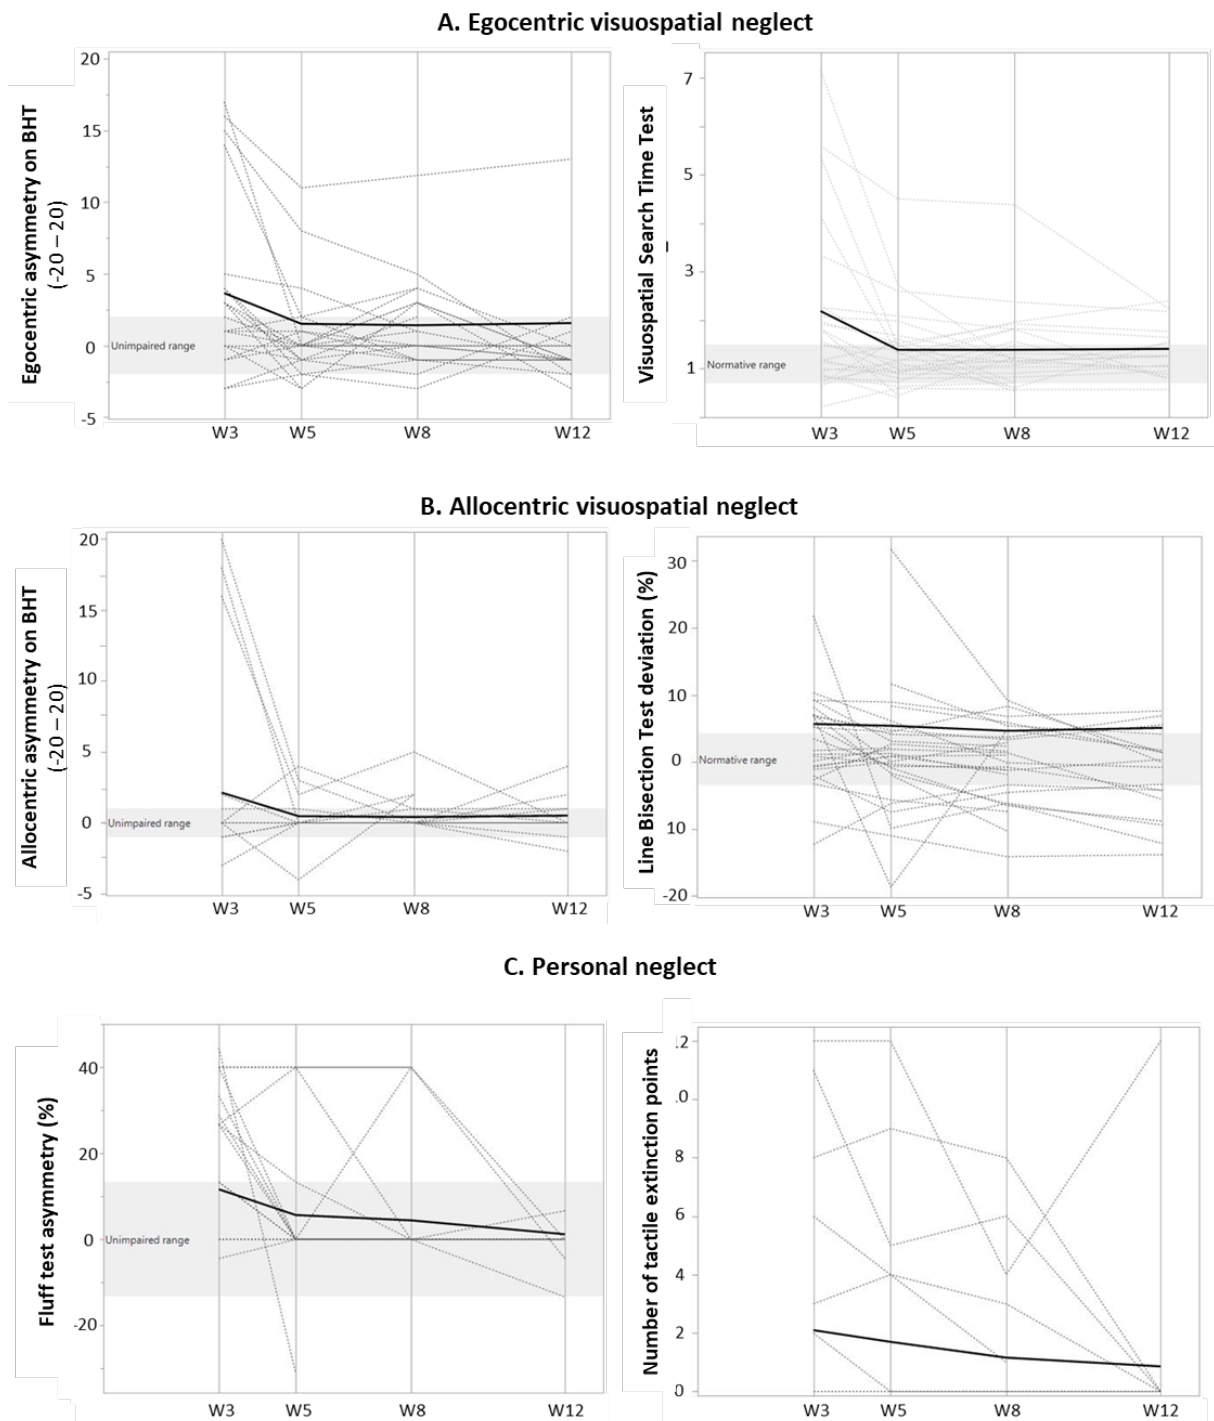 A. Egocentric visuospatial neglect
Egocentric asymmetry on BHT
(-20 – 20)
20
15
10
5
0
-5
Unimpaired range
W3 W5 W8 W12
Visuospatial Search Time Test
_
7
5
3
1
Normative range
W3 W5 W8 W12
B. Allocentric visuospatial neglect
Allocentric asymmetry on BHT
(-20 – 20)
20
15
10
5
0
-5
Unimpaired range
W3 W5 W8 W12
Line Bisection Test deviation (%)
30
20
10
0
10
-20
Normative range
W3 W5 W8 W12
C. Personal neglect
Fluff test asymmetry (%)
40
20
0
-20
Unimpaired range
W3 W5 W8 W12
Number of tactile extinction points
.2
.0
8
6
4
2
0
W3 W5 W8 W12